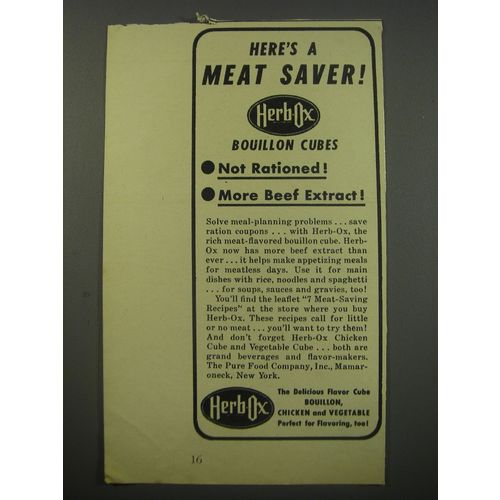 HERE'S A
MEAT SAVER!
Herb-Ox
BOUILLON CUBES
● Not Rationed!
● More Beef Extract!
Solve meal-planning problems . . . save
ration coupons . . . with Herb-Ox, the
rich meat-flavored bouillon cube. Herb-
Ox now has more beef extract than
ever . . . it helps make appetizing meals
for meatless days. Use it for main
dishes with rice, noodles and spaghetti
. . . for soups, sauces and gravies, too!
You'll find the leaflet "7 Meat-Saving
Recipes" at the store where you buy
Herb-Ox. These recipes call for little
or no meat . . . you'll want to try them!
And don't forget Herb-Ox Chicken
Cube and Vegetable Cube . . . both are
grand beverages and flavor-makers.
The Pure Food Company, Inc., Mamar-
oneck, New York.
Herb-Ox
The Delicious Flavor Cube
BOUILLON,
CHICKEN and VEGETABLE
Perfect for Flavoring, too!
16